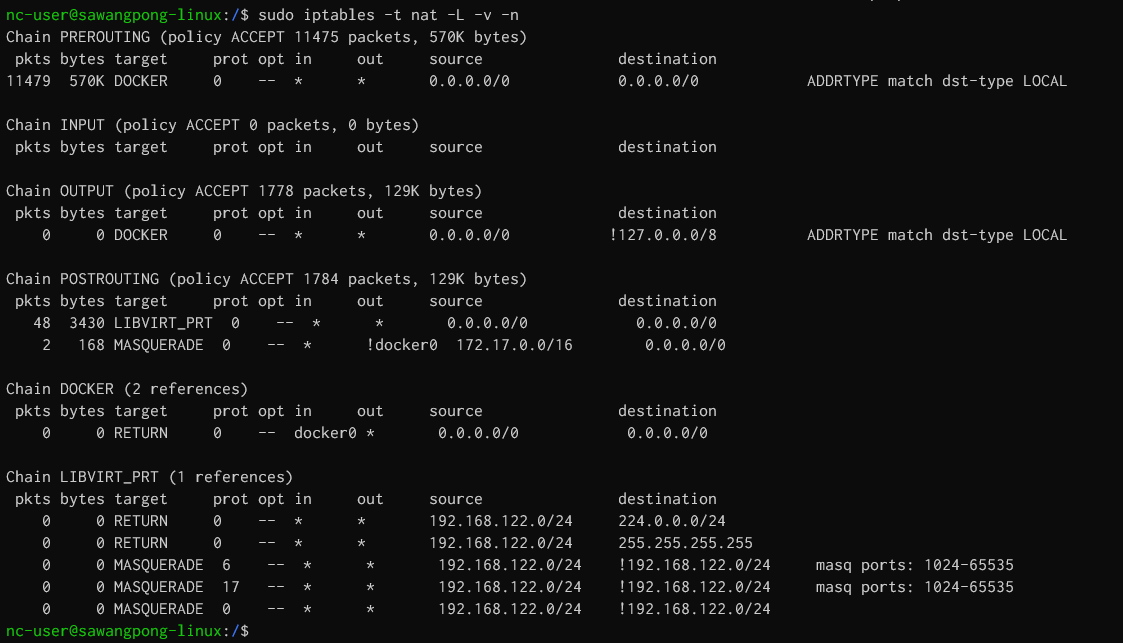 nc-user@sawangpong-linux:/$ sudo iptables -t nat -L -v -n
Chain PREROUTING (policy ACCEPT 11475 packets, 570K bytes)
 pkts bytes target     prot opt in     out     source               destination
11479  570K DOCKER     0    --  *      *       0.0.0.0/0            0.0.0.0/0            ADDRTYPE match dst-type LOCAL

Chain INPUT (policy ACCEPT 0 packets, 0 bytes)
 pkts bytes target     prot opt in     out     source               destination

Chain OUTPUT (policy ACCEPT 1778 packets, 129K bytes)
 pkts bytes target     prot opt in     out     source               destination
    0     0 DOCKER     0    --  *      *       0.0.0.0/0           !127.0.0.0/8          ADDRTYPE match dst-type LOCAL

Chain POSTROUTING (policy ACCEPT 1784 packets, 129K bytes)
 pkts bytes target     prot opt in     out     source               destination
   48  3430 LIBVIRT_PRT  0    --  *      *       0.0.0.0/0            0.0.0.0/0
    2   168 MASQUERADE  0    --  *      !docker0  172.17.0.0/16        0.0.0.0/0

Chain DOCKER (2 references)
 pkts bytes target     prot opt in     out     source               destination
    0     0 RETURN     0    --  docker0 *       0.0.0.0/0            0.0.0.0/0

Chain LIBVIRT_PRT (1 references)
 pkts bytes target     prot opt in     out     source               destination
    0     0 RETURN     0    --  *      *       192.168.122.0/24     224.0.0.0/24
    0     0 RETURN     0    --  *      *       192.168.122.0/24     255.255.255.255
    0     0 MASQUERADE  6    --  *      *       192.168.122.0/24    !192.168.122.0/24     masq ports: 1024-65535
    0     0 MASQUERADE  17   --  *      *       192.168.122.0/24    !192.168.122.0/24     masq ports: 1024-65535
    0     0 MASQUERADE  0    --  *      *       192.168.122.0/24    !192.168.122.0/24
nc-user@sawangpong-linux:/$